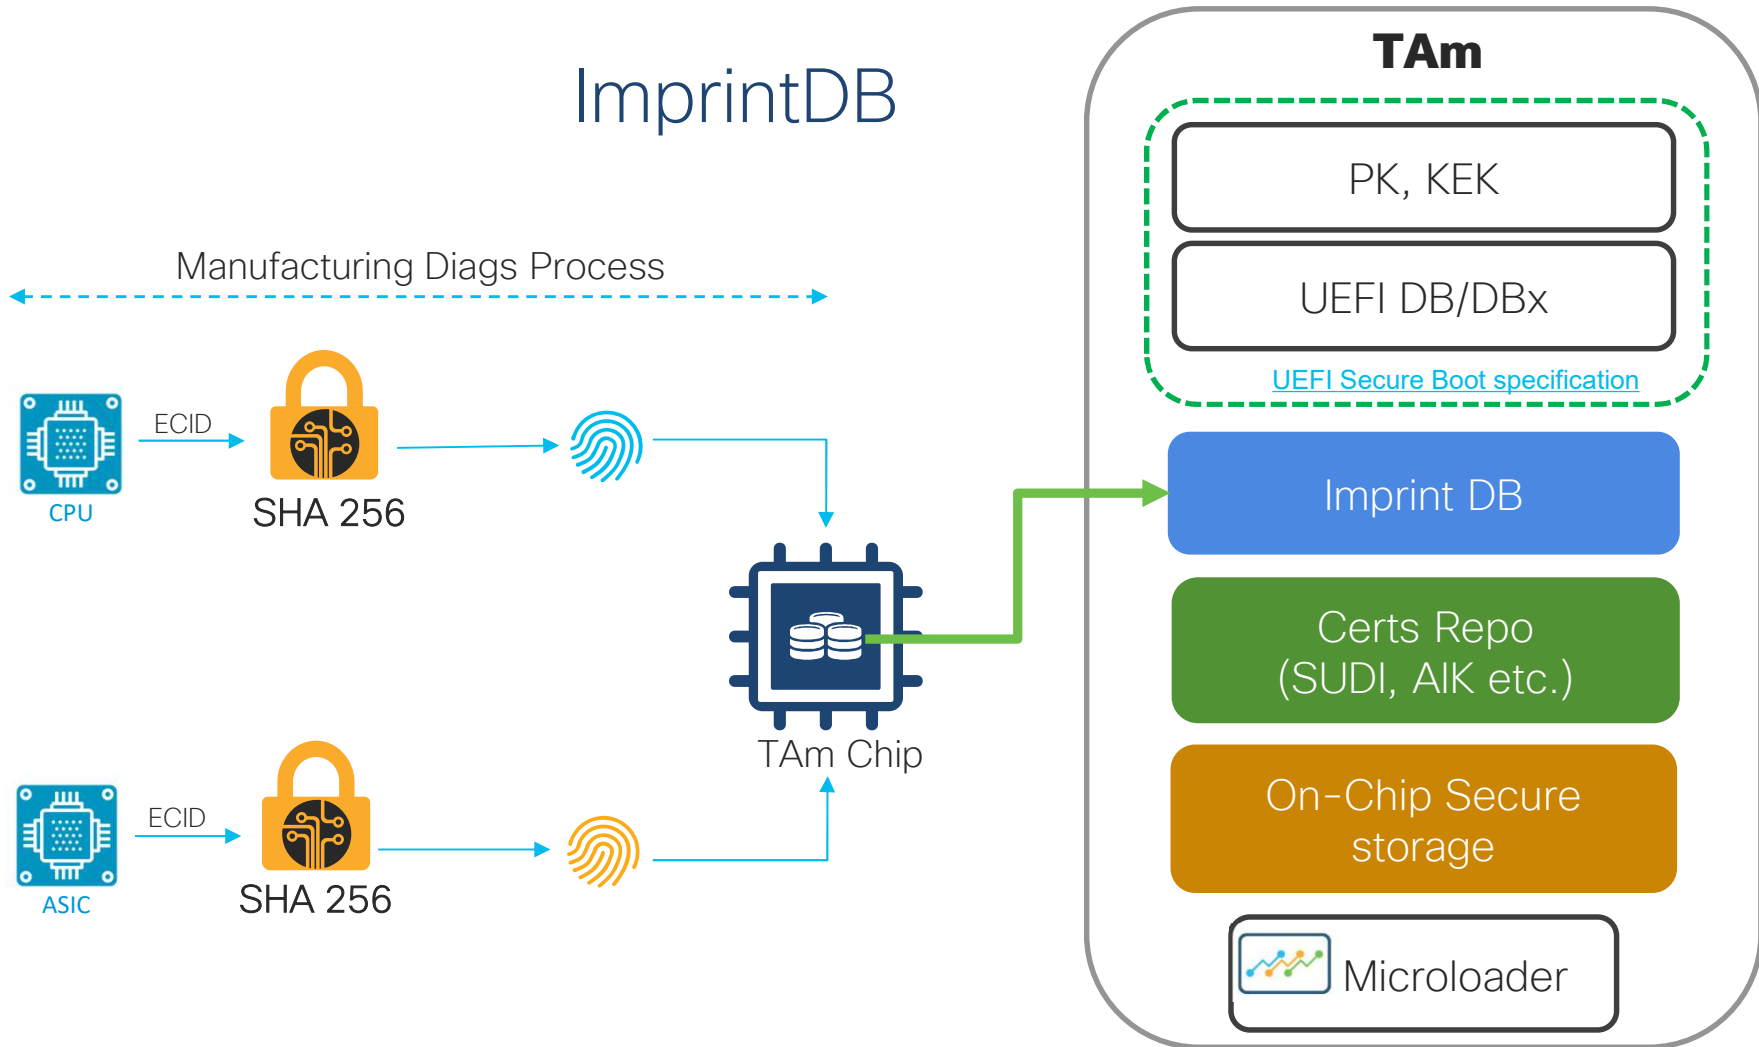 ImprintDB
Manufacturing Diags Process
ECID
CPU
SHA 256
TAm Chip
ECID
ASIC
SHA 256
TAm
PK, KEK
UEFI DB/DBx
UEFI Secure Boot specification
Imprint DB
Certs Repo
(SUDI, AIK etc.)
On-Chip Secure
storage
Microloader